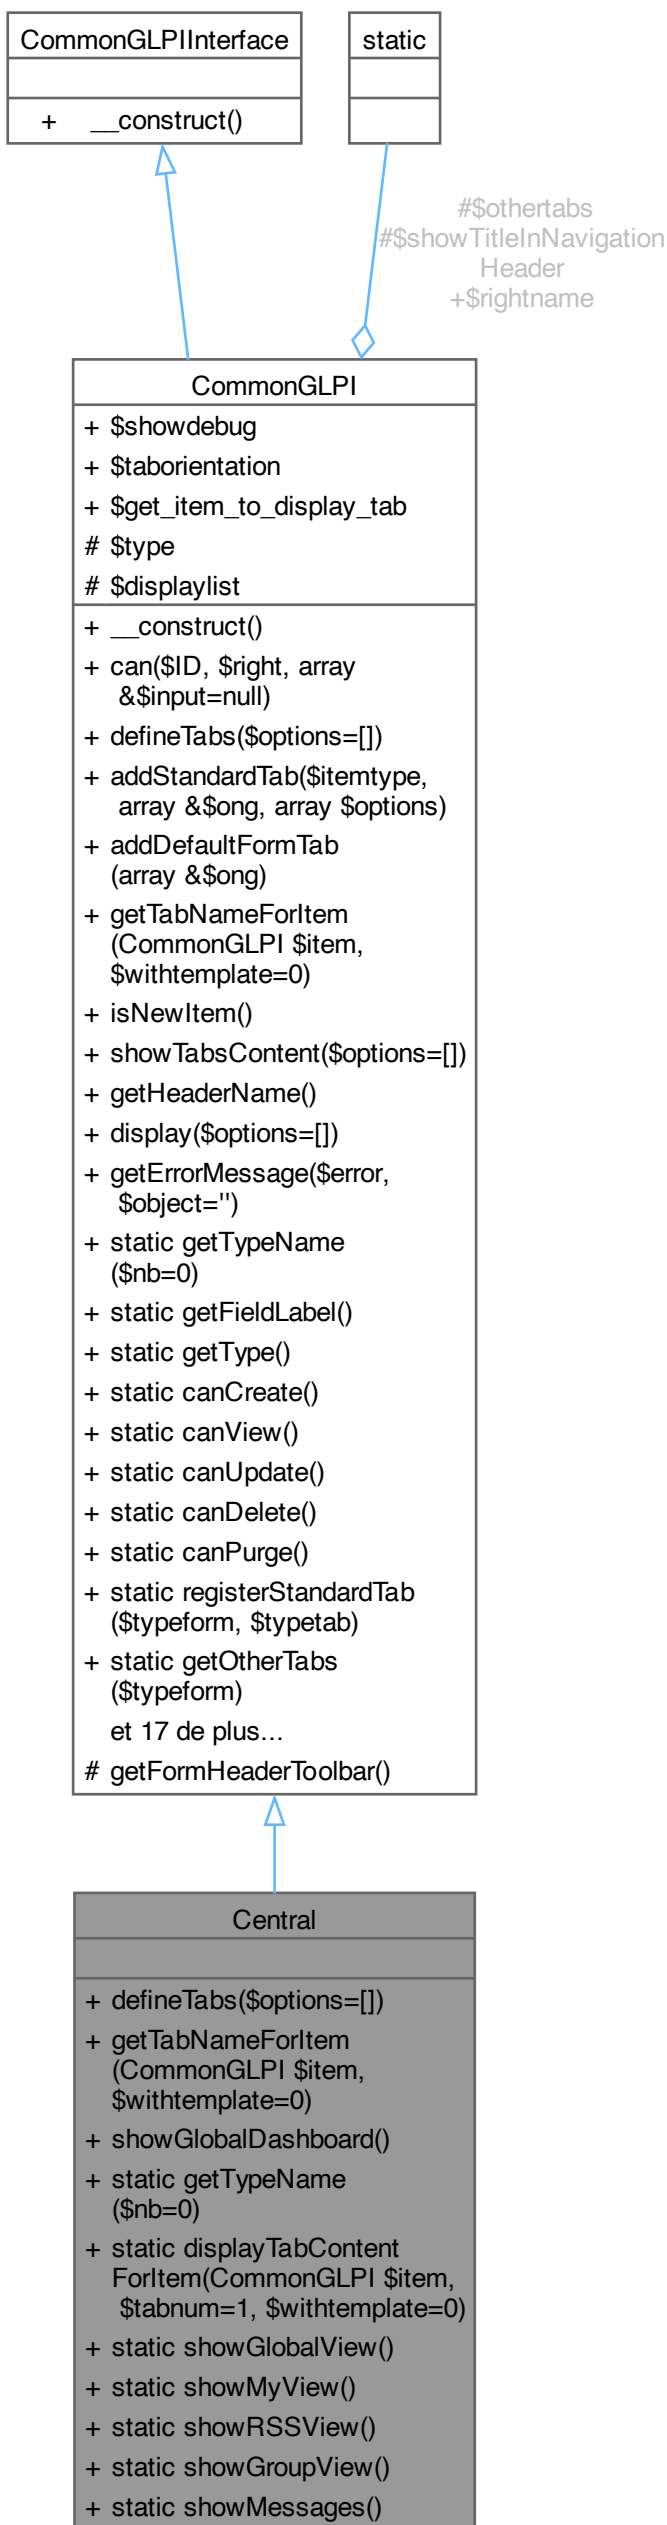 CommonGLPIInterface
static
+ __construct()
#$othertabs
#$showTitleInNavigation
Header
+$rightname
CommonGLPI
+ $showdebug
+ $taborientation
+ $get_item_to_display_tab
# $type
# $displaylist
+ __construct()
+ can($ID, $right, array
&$input=null)
+ defineTabs($options=[])
+ addStandardTab($itemtype,
array &$ong, array $options)
+ addDefaultFormTab
(array &$ong)
+ getTabNameForItem
(CommonGLPI $item,
$withtemplate=0)
+ isNewItem()
+ showTabsContent($options=[])
+ getHeaderName()
+ display($options=[])
+ getErrorMessage($error,
$object='')
+ static getTypeName
($nb=0)
+ static getFieldLabel()
+ static getType()
+ static canCreate()
+ static canView()
+ static canUpdate()
+ static canDelete()
+ static canPurge()
+ static registerStandardTab
($typeform, $typetab)
+ static getOtherTabs
($typeform)
et 17 de plus...
# getFormHeaderToolbar()
Central
+ defineTabs($options=[])
+ getTabNameForItem
(CommonGLPI $item,
$withtemplate=0)
+ showGlobalDashboard()
+ static getTypeName
($nb=0)
+ static displayTabContent
ForItem(CommonGLPI $item,
$tabnum=1, $withtemplate=0)
+ static showGlobalView()
+ static showMyView()
+ static showRSSView()
+ static showGroupView()
+ static showMessages()